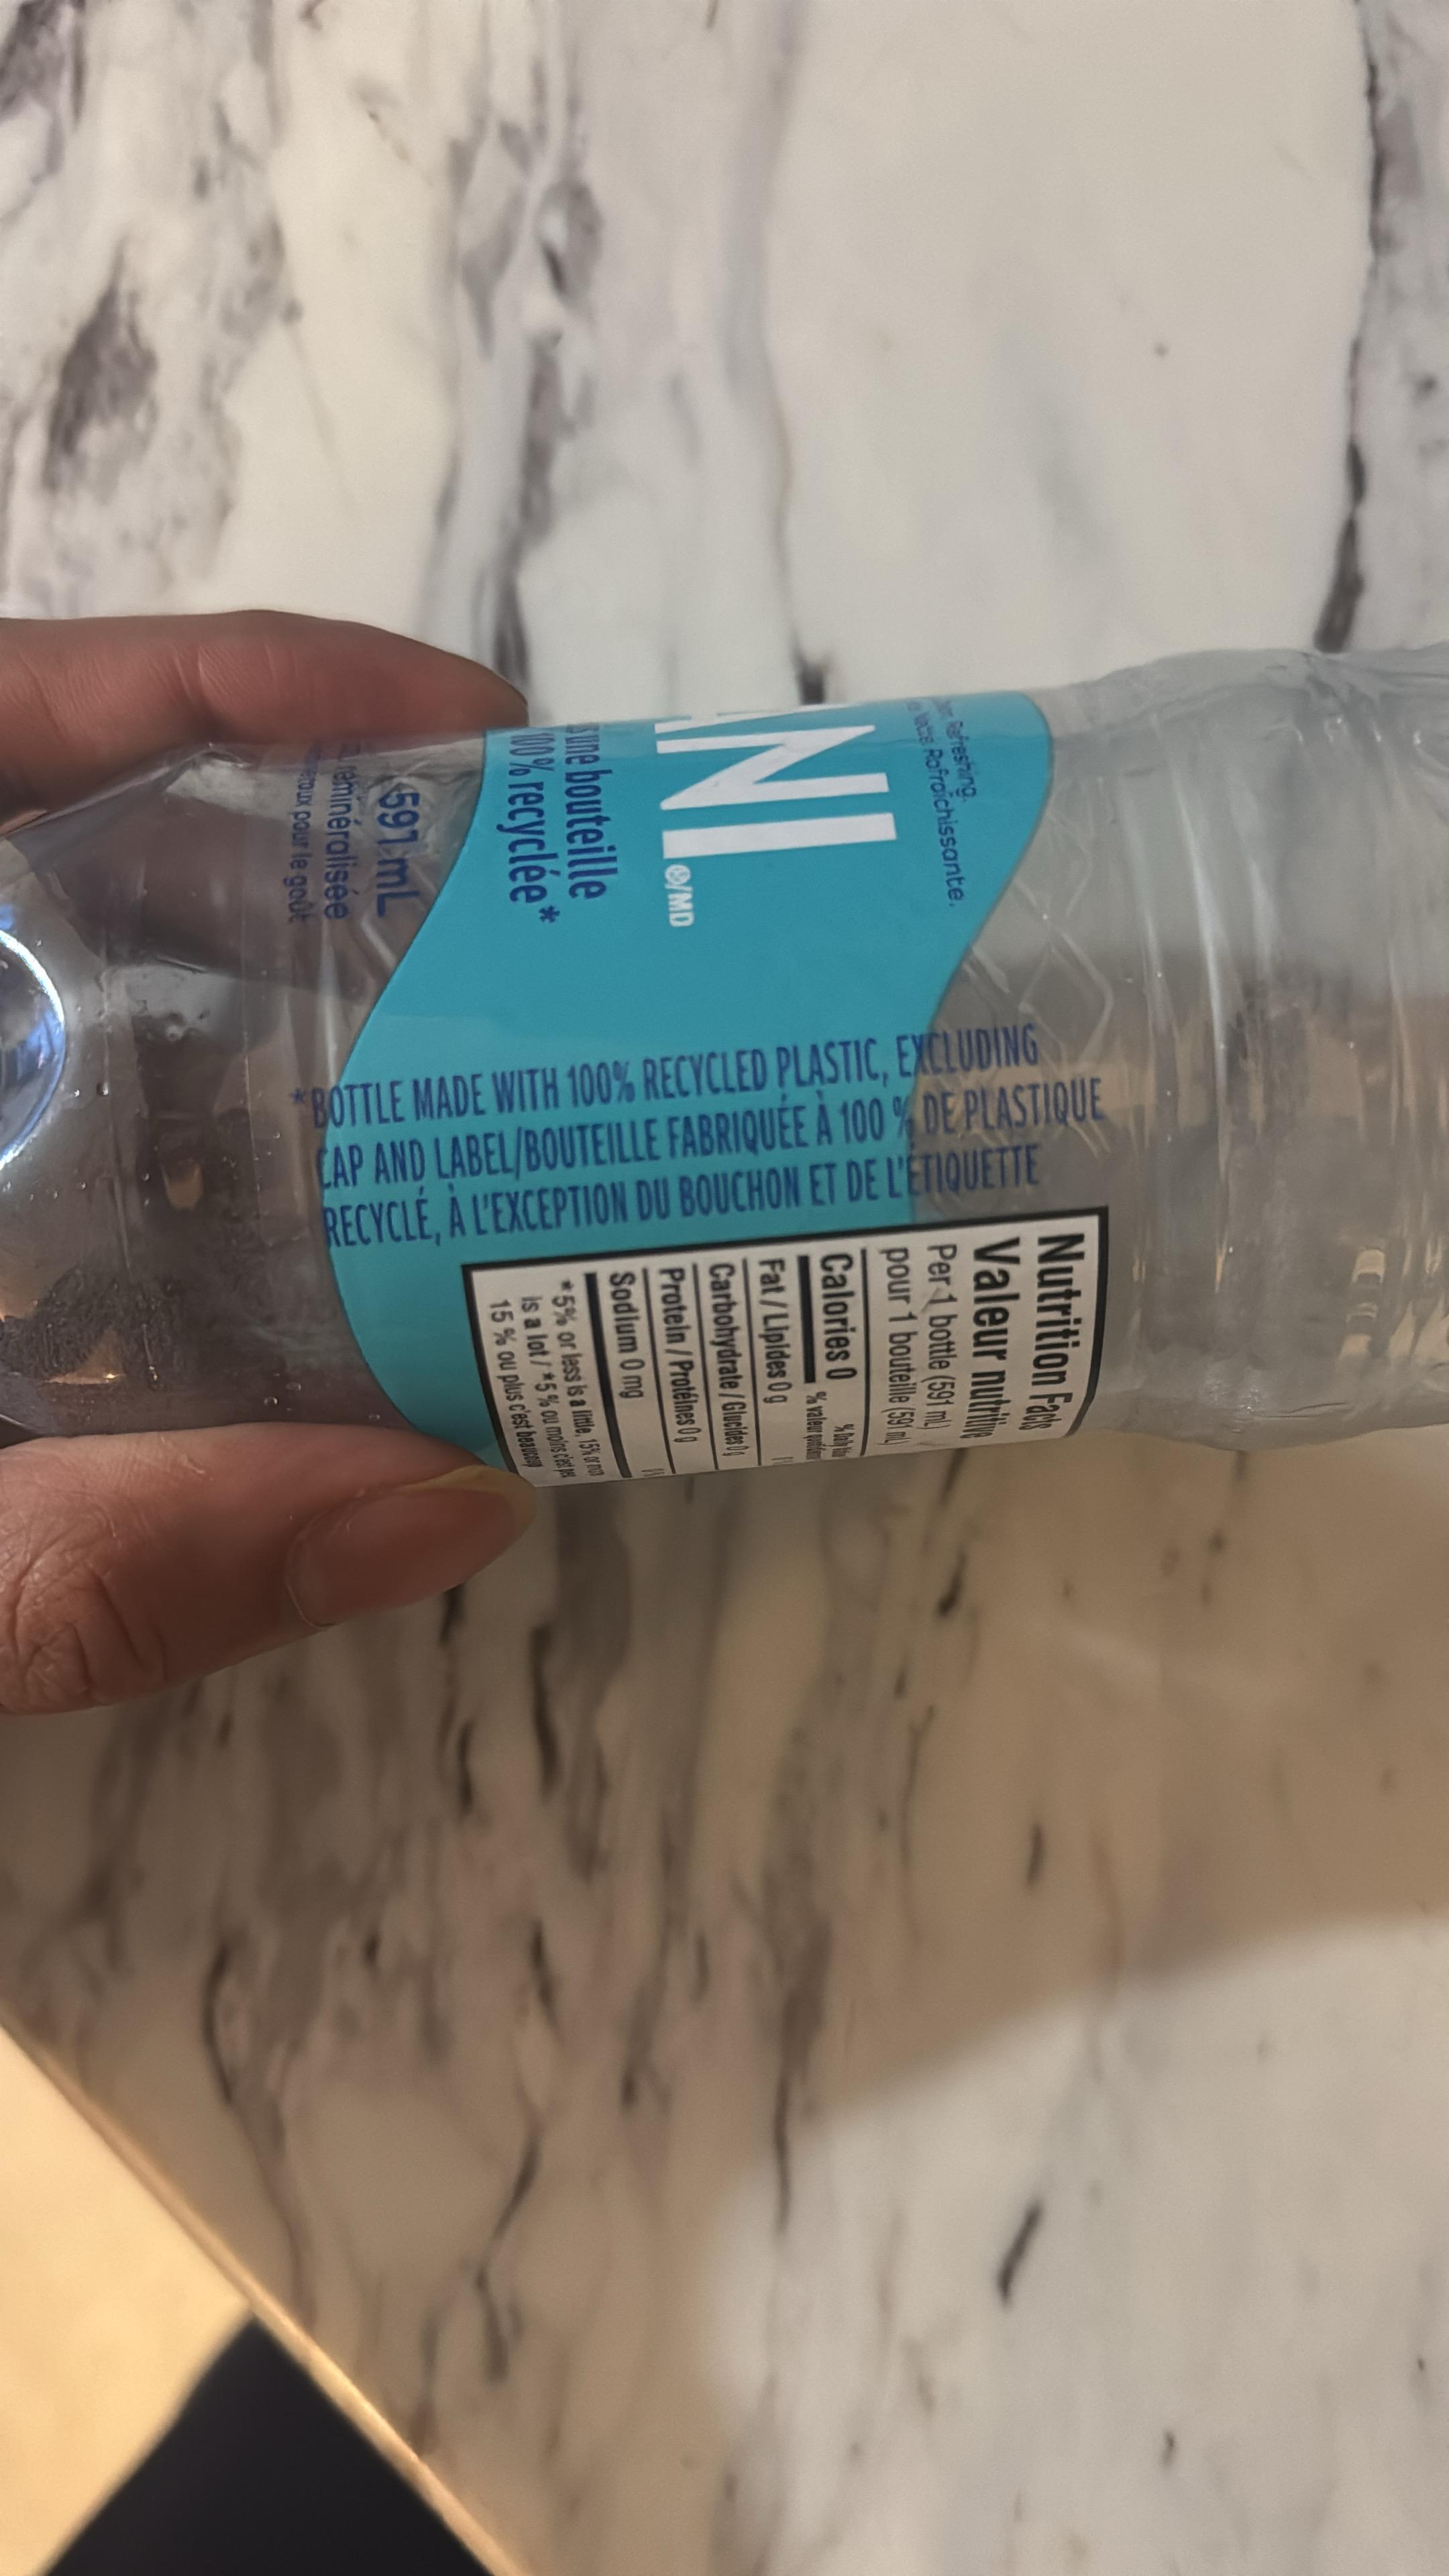 Refreshing.
Rafraîchissante.
NI
®/MD
une bouteille
100% recyclée*
591 mL
reminéralisée
pour le goût
*BOTTLE MADE WITH 100% RECYCLED PLASTIC, EXCLUDING
CAP AND LABEL/BOUTEILLE FABRIQUÉE À 100 % DE PLASTIQUE
RECYCLÉ, À L'EXCEPTION DU BOUCHON ET DE L'ÉTIQUETTE
Nutrition Facts
Valeur nutritive
Per 1 bottle (591 mL)
pour 1 bouteille (591 mL)
Calories 0
% valeur quotidienne
Fat / Lipides 0 g
Carbohydrate / Glucides 0 g
Protein / Protéines 0 g
Sodium 0 mg
*5% or less is a little, 15% or more
is a lot / *5 % ou moins c'est peu
15 % ou plus c'est beaucoup